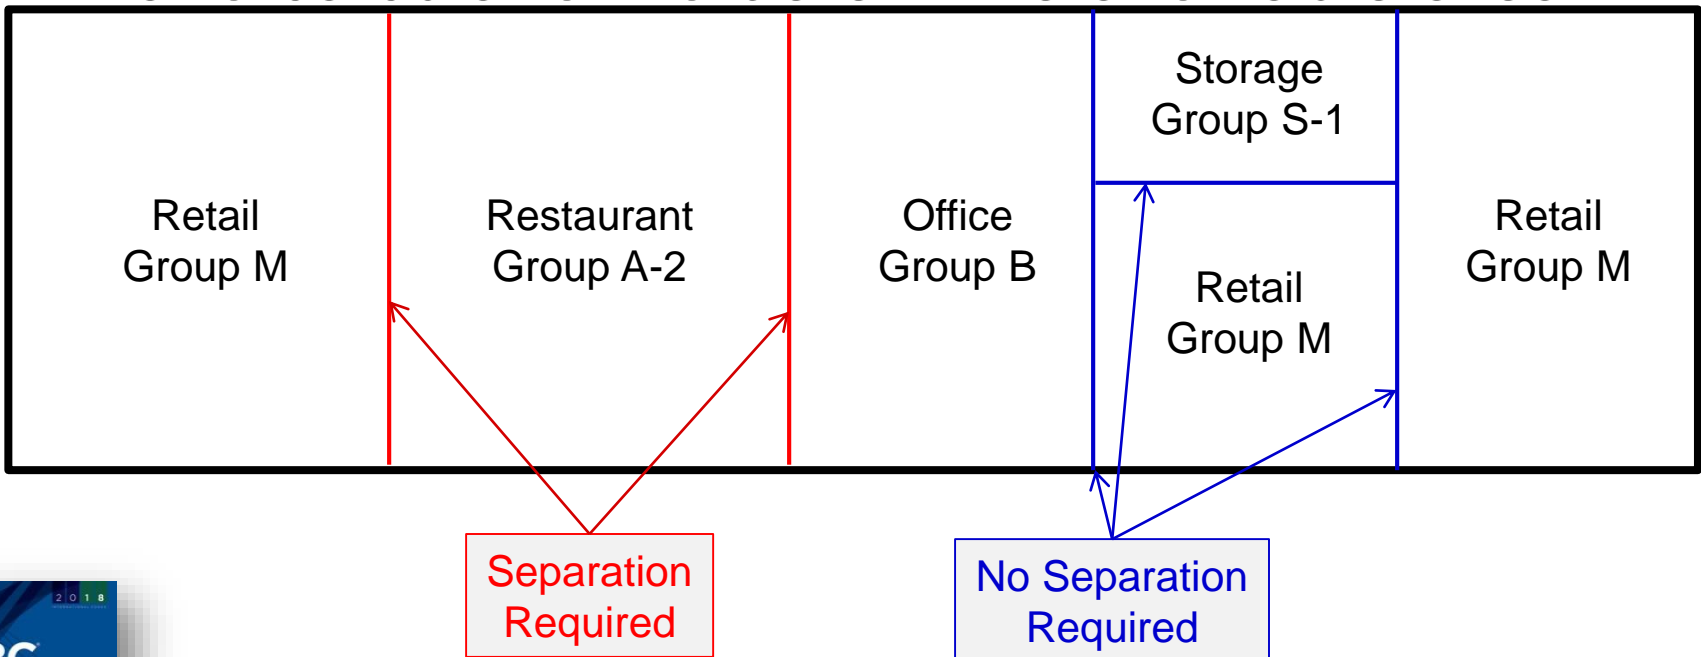 Storage
Group S-1
Retail
Group M
Restaurant
Group A-2
Office
Group B
Retail
Group M
Retail
Group M
Separation
Required
No Separation
Required
2018